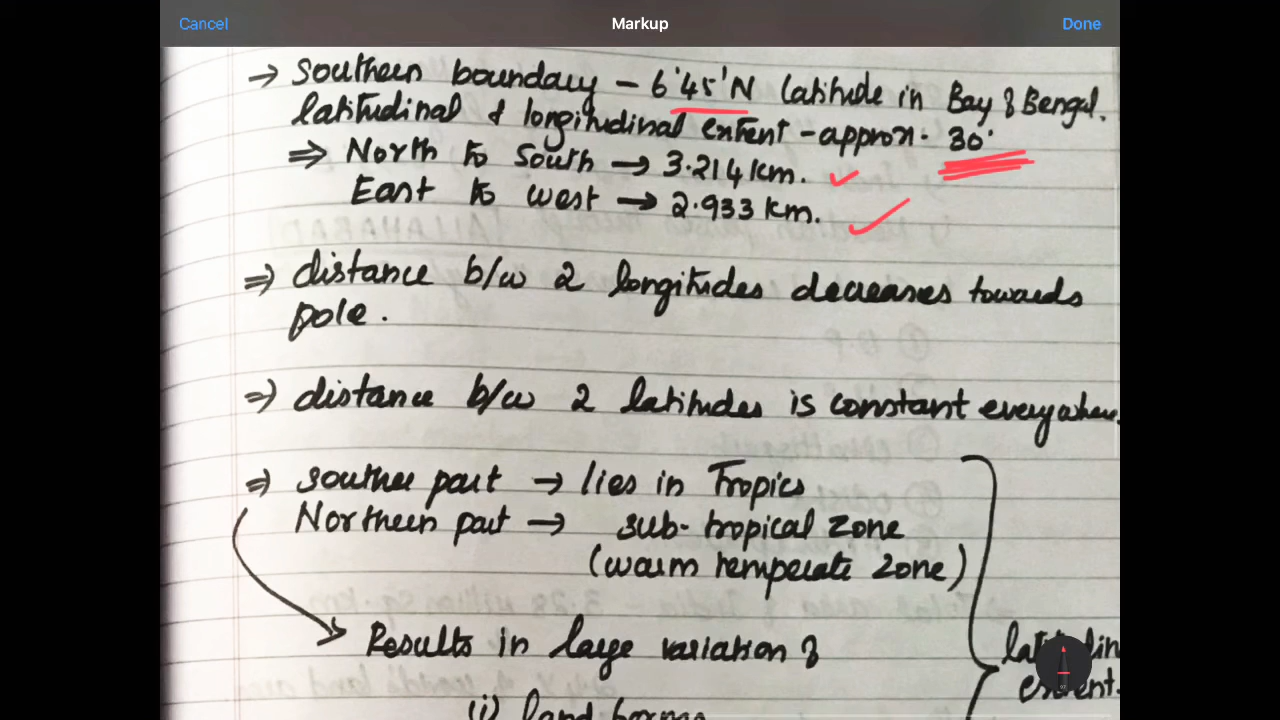 Cancel
Markup
Done
→ Southern boundary - 6°45'N latitude in Bay of Bengal.
latitudinal & longitudinal extent - approx. 30°
⇒ North to South → 3.214 km.
East to west → 2.933 km.
⇒ distance b/w 2 longitudes decreases towards
pole.
⇒ distance b/w 2 latitudes is constant everywhere.
⇒ souther part → lies in Tropics
Northern part → sub-tropical zone
(warm temperate zone)
Results in large variation of
(i) land
extent.